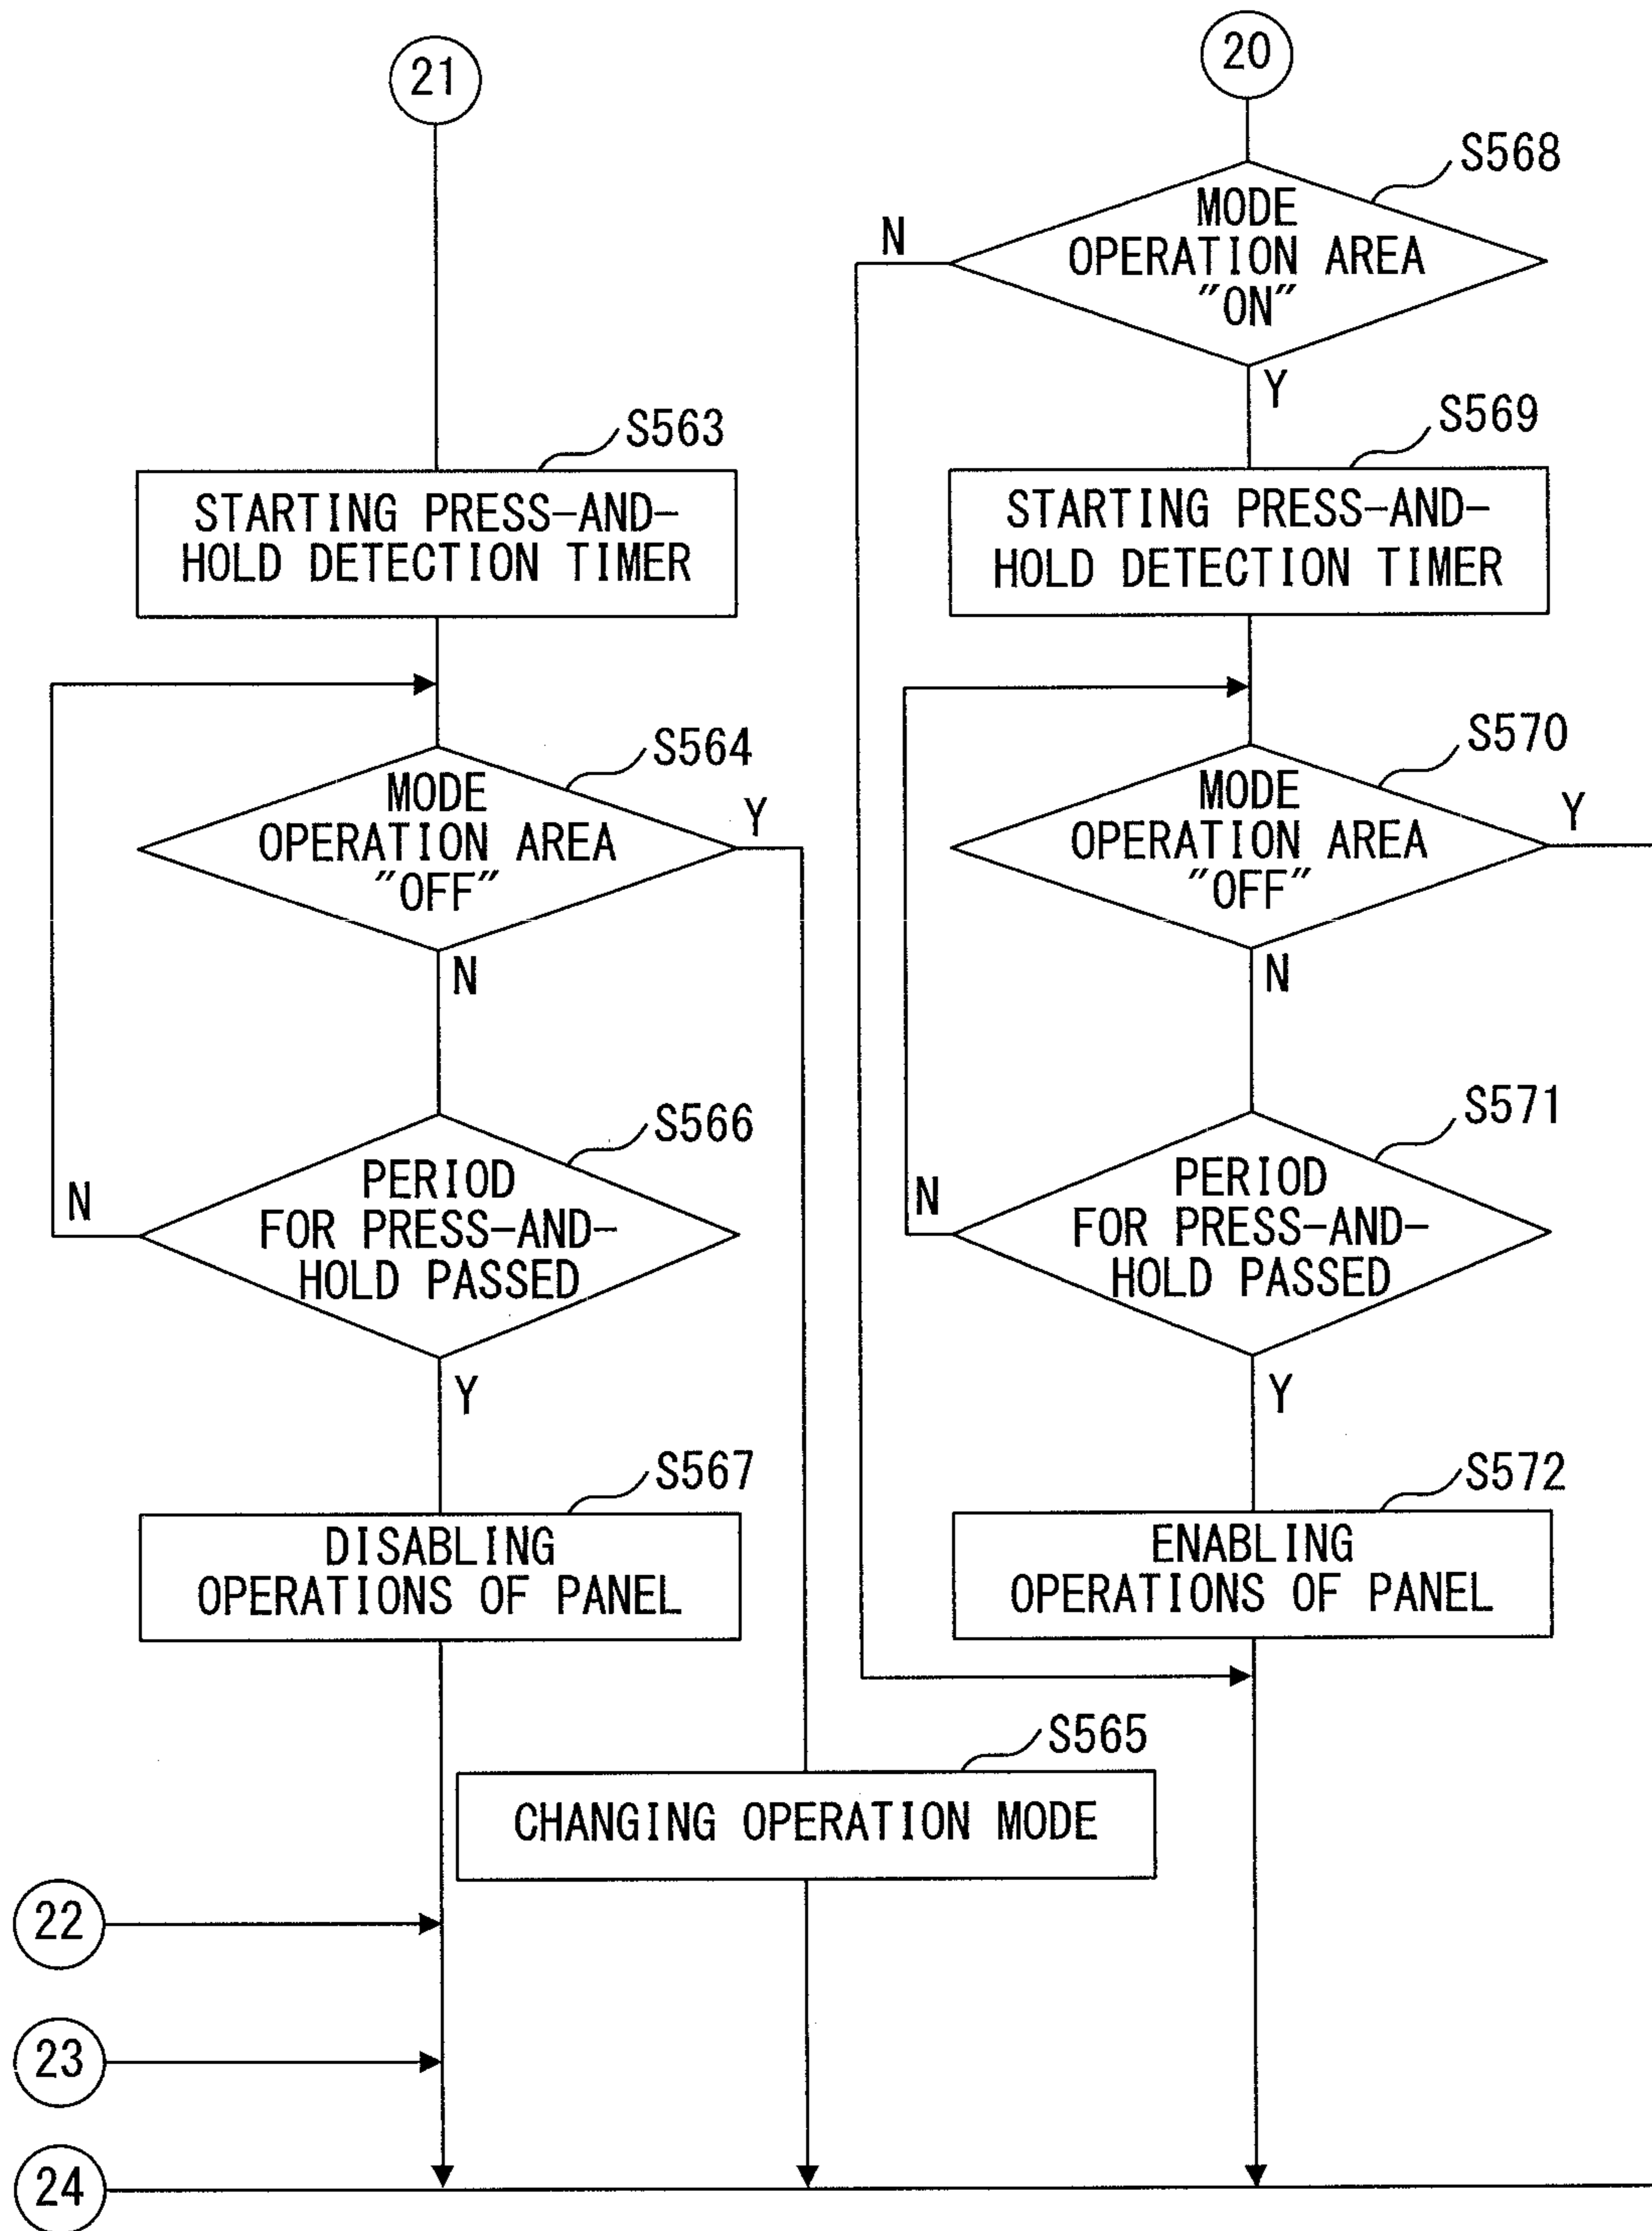 21
S563
STARTING PRESS-AND-
HOLD DETECTION TIMER
S564
MODE
OPERATION AREA
"OFF"
Y
N
S566
PERIOD
FOR PRESS-AND-
HOLD PASSED
N
Y
S567
DISABLING
OPERATIONS OF PANEL
S565
CHANGING OPERATION MODE
20
S568
MODE
OPERATION AREA
"ON"
N
Y
S569
STARTING PRESS-AND-
HOLD DETECTION TIMER
S570
MODE
OPERATION AREA
"OFF"
Y
N
S571
PERIOD
FOR PRESS-AND-
HOLD PASSED
N
Y
S572
ENABLING
OPERATIONS OF PANEL
22
23
24